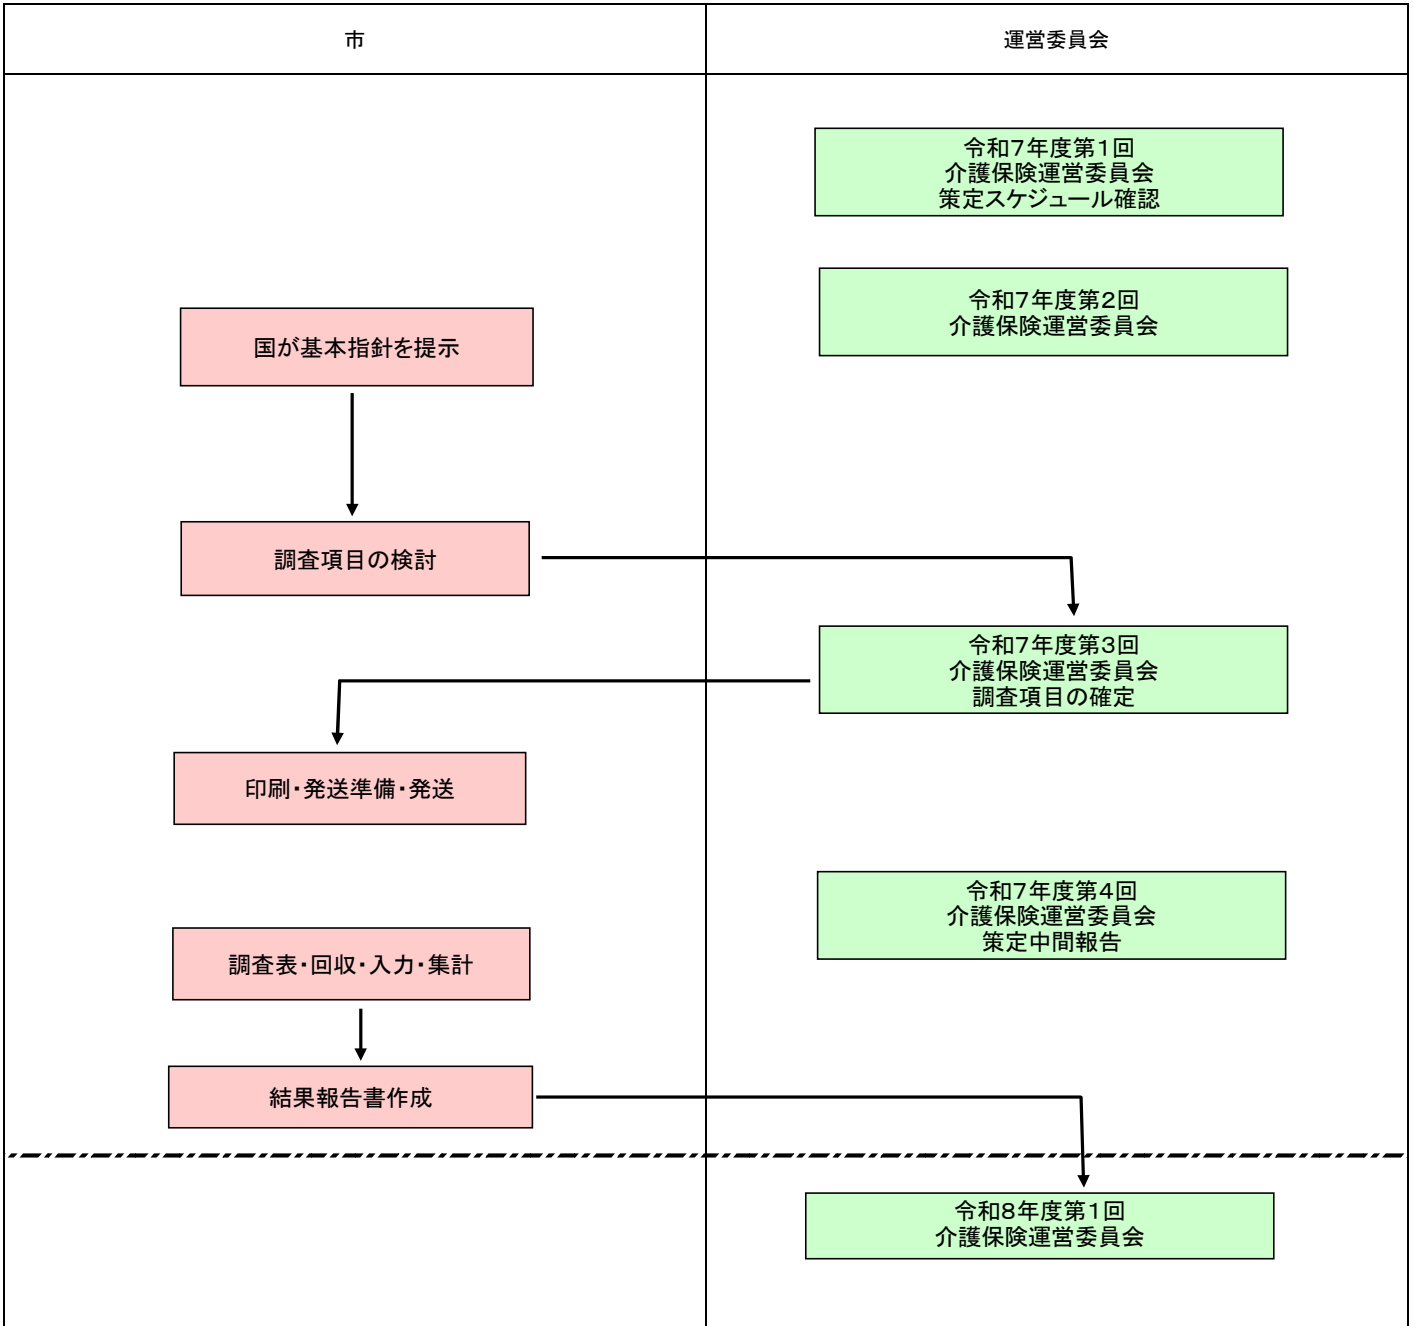 市
運営委員会
令和７年度第１回
介護保険運営委員会
策定スケジュール確認
令和７年度第２回
介護保険運営委員会
国が基本指針を提示
調査項目の検討
令和７年度第３回
介護保険運営委員会
調査項目の確定
印刷・発送準備・発送
令和７年度第４回
介護保険運営委員会
策定中間報告
調査表・回収・入力・集計
結果報告書作成
令和８年度第１回
介護保険運営委員会